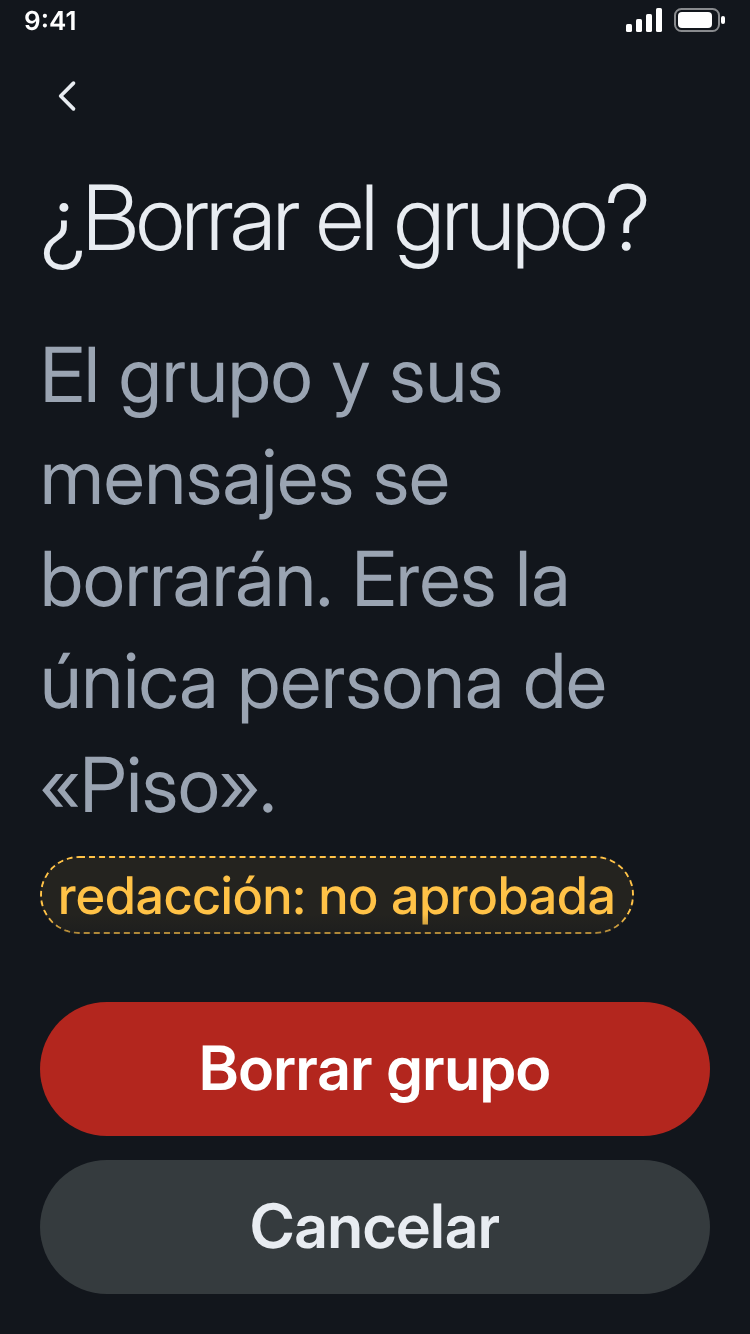 9:41
¿Borrar el grupo?
El grupo y sus
mensajes se
borrarán. Eres la
única persona de
«Piso».
redacción: no aprobada
Borrar grupo
Cancelar